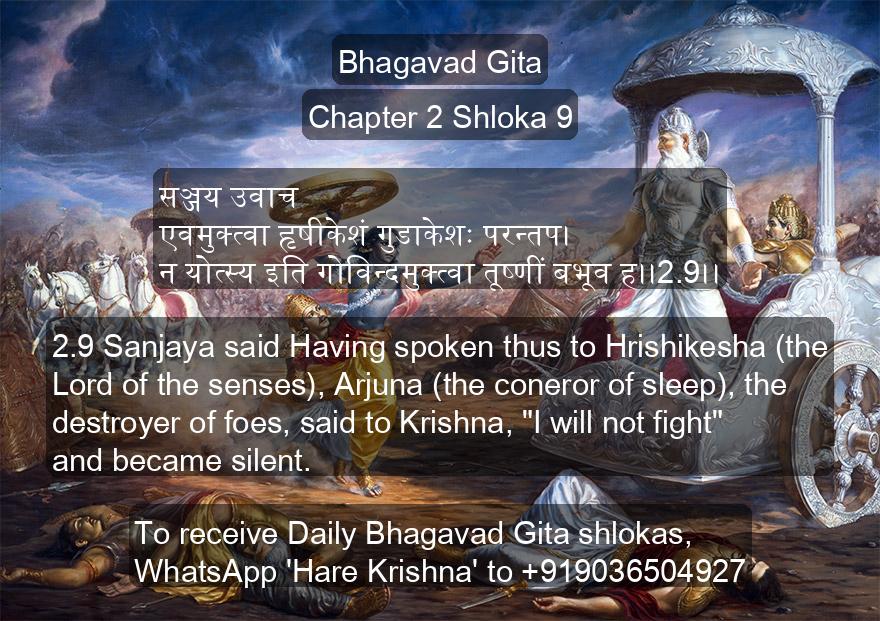 Bhagavad Gita
Chapter 2 Shloka 9
सञ्जय उवाच
एवमुक्त्वा हृषीकेशं गुडाकेशः परन्तप।
न योत्स्य इति गोविन्दमुक्त्वा तूष्णीं बभूव ह।।2.9।।
2.9 Sanjaya said Having spoken thus to Hrishikesha (the
Lord of the senses), Arjuna (the coneror of sleep), the
destroyer of foes, said to Krishna, "I will not fight"
and became silent.
To receive Daily Bhagavad Gita shlokas,
WhatsApp 'Hare Krishna' to +919036504927